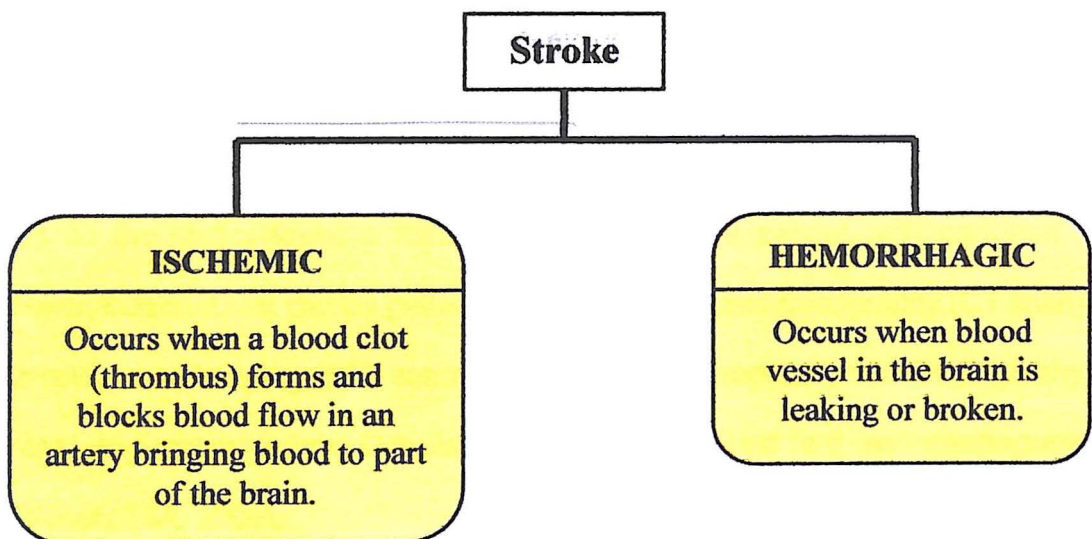 Stroke
ISCHEMIC
Occurs when a blood clot
(thrombus) forms and
blocks blood flow in an
artery bringing blood to part
of the brain.
HEMORRHAGIC
Occurs when blood
vessel in the brain is
leaking or broken.